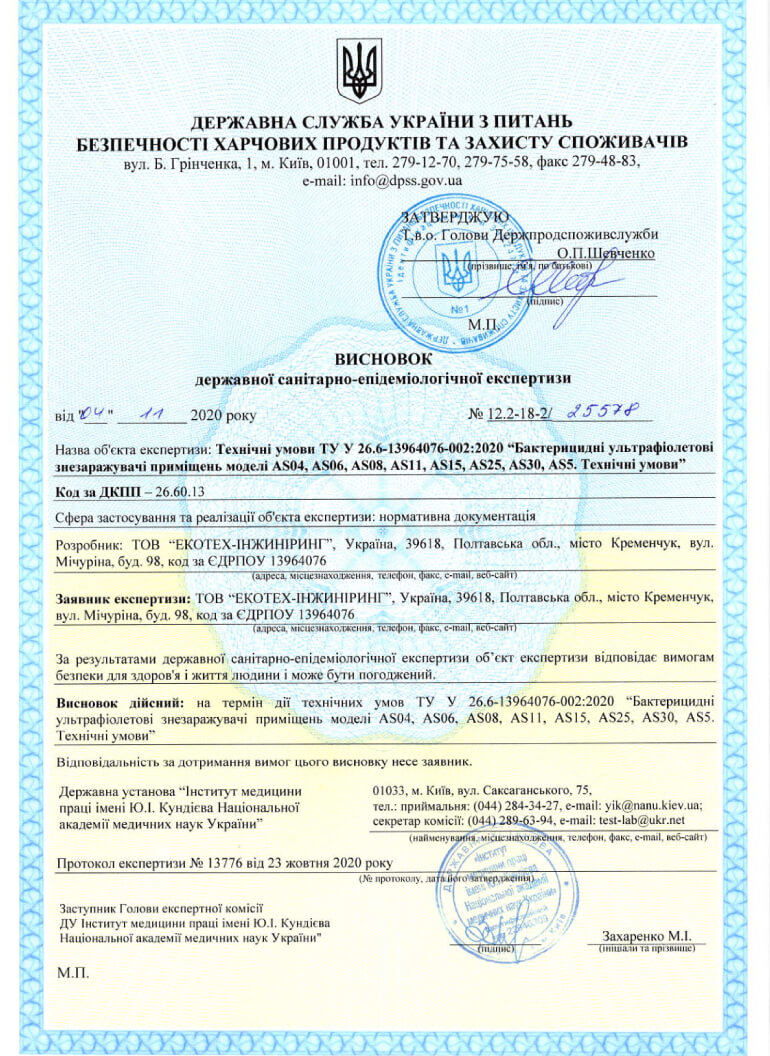 ДЕРЖАВНА СЛУЖБА УКРАЇНИ З ПИТАНЬ
БЕЗПЕЧНОСТІ ХАРЧОВИХ ПРОДУКТІВ ТА ЗАХИСТУ СПОЖИВАЧІВ
вул. Б. Грінченка, 1, м. Київ, 01001, тел. 279-12-70, 279-75-58, факс 279-48-83,
e-mail: info@dpss.gov.ua
ЗАТВЕРДЖУЮ
Т.в.о. Голови Держпродспоживслужби
О.П.Шевченко
(прізвище, ім'я, по батькові)
(підпис)
№1
М.П.
ВИСНОВОК
державної санітарно-епідеміологічної експертизи
від "04" 11 2020 року № 12.2-18-2/ 25578
Назва об'єкта експертизи: Технічні умови ТУ У 26.6-13964076-002:2020 “Бактерицидні ультрафіолетові
знезаражувачі приміщень моделі AS04, AS06, AS08, AS11, AS15, AS25, AS30, AS5. Технічні умови”
Код за ДКПП – 26.60.13
Сфера застосування та реалізації об'єкта експертизи: нормативна документація
Розробник: ТОВ “ЕКОТЕХ-ІНЖИНІРИНГ”, Україна, 39618, Полтавська обл., місто Кременчук, вул.
Мічуріна, буд. 98, код за ЄДРПОУ 13964076
(адреса, місцезнаходження, телефон, факс, e-mail, веб-сайт)
Заявник експертизи: ТОВ “ЕКОТЕХ-ІНЖИНІРИНГ”, Україна, 39618, Полтавська обл., місто Кременчук,
вул. Мічуріна, буд. 98, код за ЄДРПОУ 13964076
(адреса, місцезнаходження, телефон, факс, e-mail, веб-сайт)
За результатами державної санітарно-епідеміологічної експертизи об’єкт експертизи відповідає вимогам
безпеки для здоров'я і життя людини і може бути погоджений.
Висновок дійсний: на термін дії технічних умов ТУ У 26.6-13964076-002:2020 “Бактерицидні
ультрафіолетові знезаражувачі приміщень моделі AS04, AS06, AS08, AS11, AS15, AS25, AS30, AS5.
Технічні умови”
Відповідальність за дотримання вимог цього висновку несе заявник.
Державна установа “Інститут медицини
праці імені Ю.І. Кундієва Національної
академії медичних наук України”
01033, м. Київ, вул. Саксаганського, 75,
тел.: приймальня: (044) 284-34-27, e-mail: yik@nanu.kiev.ua;
секретар комісії: (044) 289-63-94, e-mail: test-lab@ukr.net
(найменування, місцезнаходження, телефон, факс, e-mail, веб-сайт)
Протокол експертизи № 13776 від 23 жовтня 2020 року
(№ протоколу, дата його затвердження)
«Інститут
медицини праці
імені Ю.І.Кундієва
Національної академії
медичних наук України»
Заступник Голови експертної комісії
ДУ Інститут медицини праці імені Ю.І. Кундієва
Національної академії медичних наук України"
(підпис)
Захаренко М.І.
(ініціали та прізвище)
М.П.